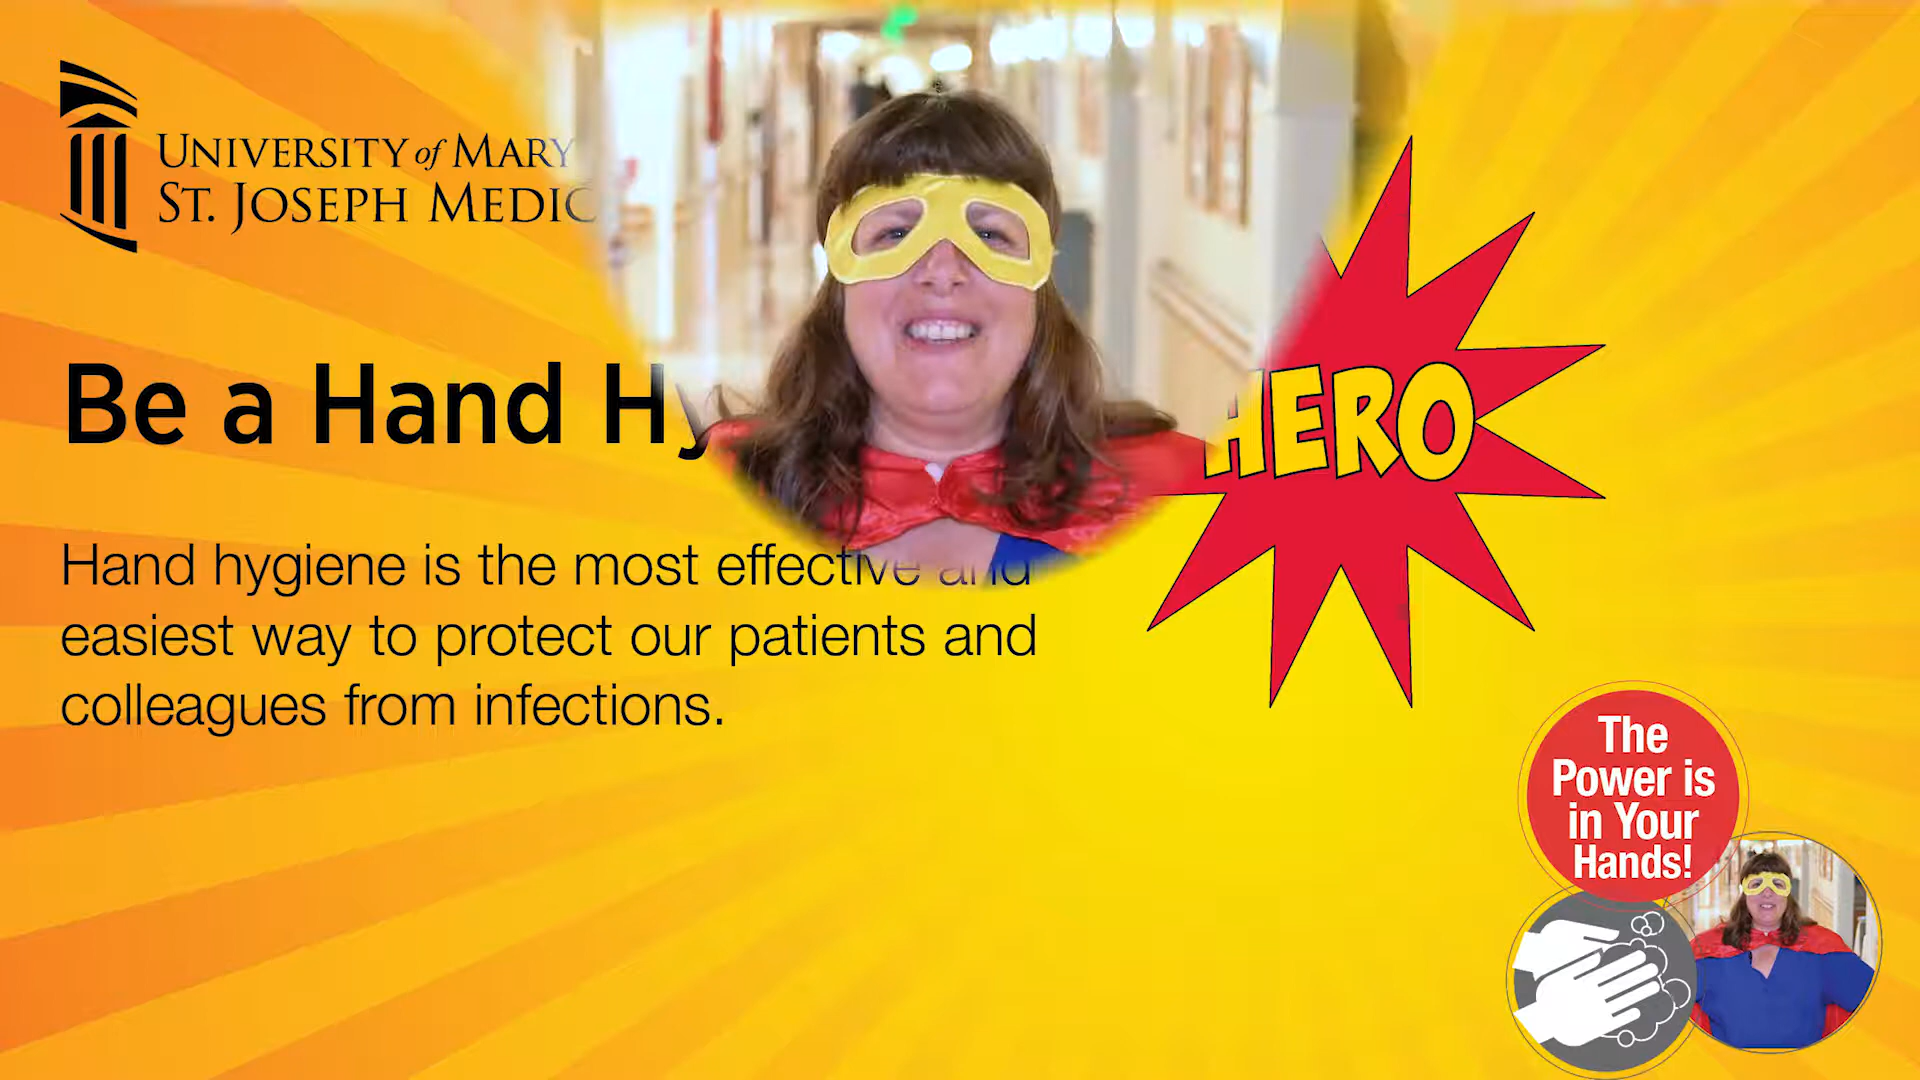 UNIVERSITY of MARY
ST. JOSEPH MEDIC
Be a Hand Hy
HERO
Hand hygiene is the most effective and
easiest way to protect our patients and
colleagues from infections.
The
Power is
in Your
Hands!